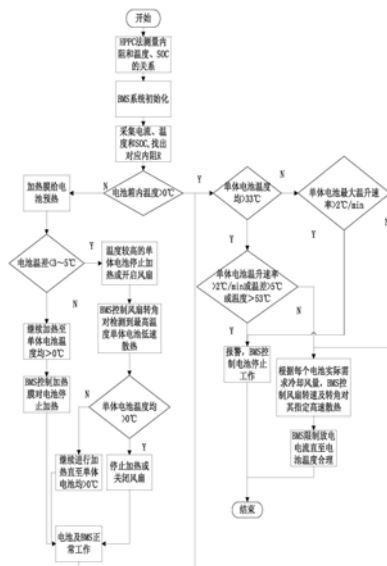 开始
HPPC法测量内
阻和温度、SOC
的关系
BMS系统初始化
采集电流、温
度和SOC,找出
对应内阻R
N
电池箱内温度>0℃
Y
加热膜给电
池预热
单体电池温度
均>33℃
N
单体电池最大温升速
率>2℃/min
N
电池温差<3～5℃
Y
温度较高的单
体电池停止加
热或开启风扇
Y
Y
N
单体电池温升速率
>2℃/min或温差>5℃
或温度>53℃
N
BMS控制风扇转角
对检测到最高温
度单体电池低速
散热
继续加热至
单体电池温
度均>0℃
Y
报警,BMS控
制电池停止
工作
根据每个电池实际需
求冷却风量,BMS控
制风扇转速及转角对
其指定高速散热
BMS控制加热
膜对电池停
止加热
N
单体电池温度均
>0℃
Y
继续进行加
热直至单体
电池均>0℃
停止加热或
关闭风扇
BMS限制放电
电流直至电
池温度合理
结束
电池及BMS正
常工作